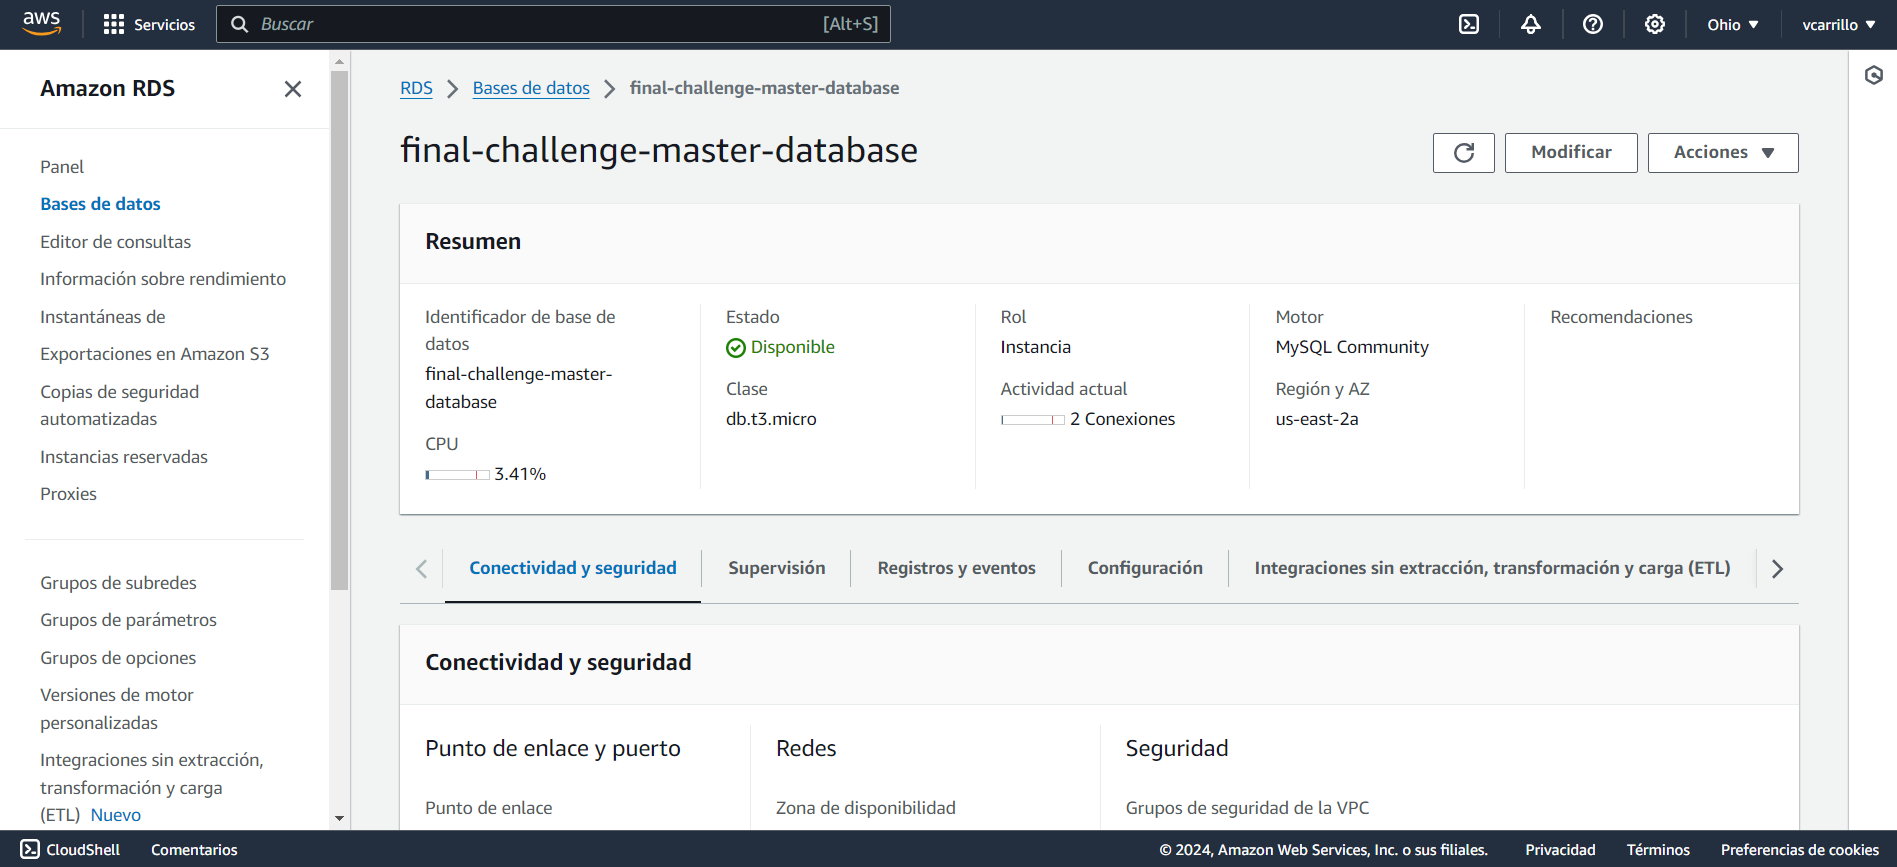 aws
Servicios
Buscar
[Alt+S]
Ohio
vcarrillo
Amazon RDS
Panel
Bases de datos
Editor de consultas
Información sobre rendimiento
Instantáneas de
Exportaciones en Amazon S3
Copias de seguridad
automatizadas
Instancias reservadas
Proxies
Grupos de subredes
Grupos de parámetros
Grupos de opciones
Versiones de motor
personalizadas
Integraciones sin extracción,
transformación y carga
(ETL) Nuevo
RDS
Bases de datos
final-challenge-master-database
final-challenge-master-database
Modificar
Acciones
Resumen
Identificador de base de
datos
final-challenge-master-
database
CPU
3.41%
Estado
Disponible
Clase
db.t3.micro
Rol
Instancia
Actividad actual
2 Conexiones
Motor
MySQL Community
Región y AZ
us-east-2a
Recomendaciones
Conectividad y seguridad
Supervisión
Registros y eventos
Configuración
Integraciones sin extracción, transformación y carga (ETL)
Conectividad y seguridad
Punto de enlace y puerto
Punto de enlace
Redes
Zona de disponibilidad
Seguridad
Grupos de seguridad de la VPC
CloudShell
Comentarios
© 2024, Amazon Web Services, Inc. o sus filiales.
Privacidad
Términos
Preferencias de cookies